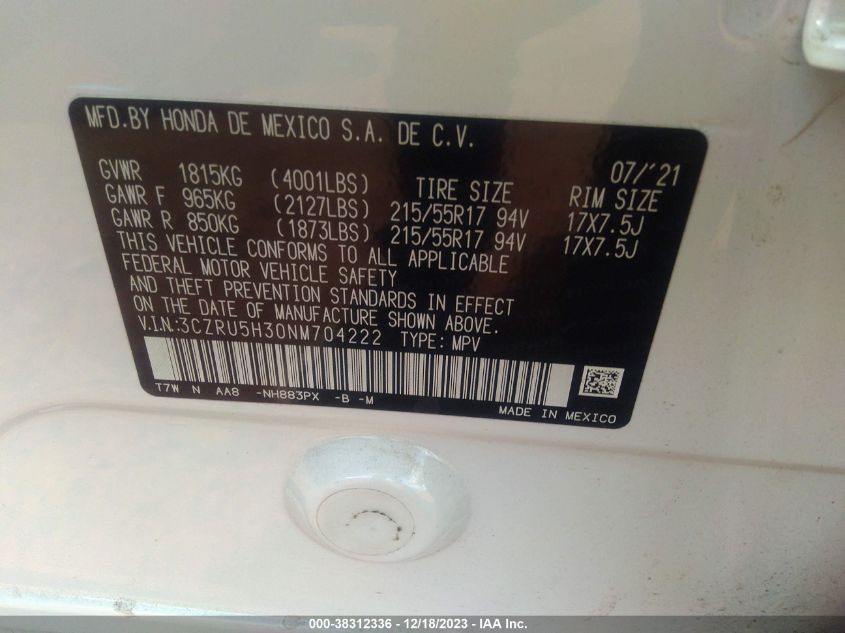 MFD.BY HONDA DE MEXICO S.A. DE C.V.
07/'21
GVWR 1815KG (4001LBS) TIRE SIZE RIM SIZE
GAWR F 965KG (2127LBS) 215/55R17 94V 17X7.5J
GAWR R 850KG (1873LBS) 215/55R17 94V 17X7.5J
THIS VEHICLE CONFORMS TO ALL APPLICABLE
FEDERAL MOTOR VEHICLE SAFETY
AND THEFT PREVENTION STANDARDS IN EFFECT
ON THE DATE OF MANUFACTURE SHOWN ABOVE.
V.I.N:3CZRU5H30NM704222 TYPE: MPV
T7W N AA8 -NH883PX -B -M
MADE IN MEXICO
000-38312336 - 12/18/2023 - IAA Inc.